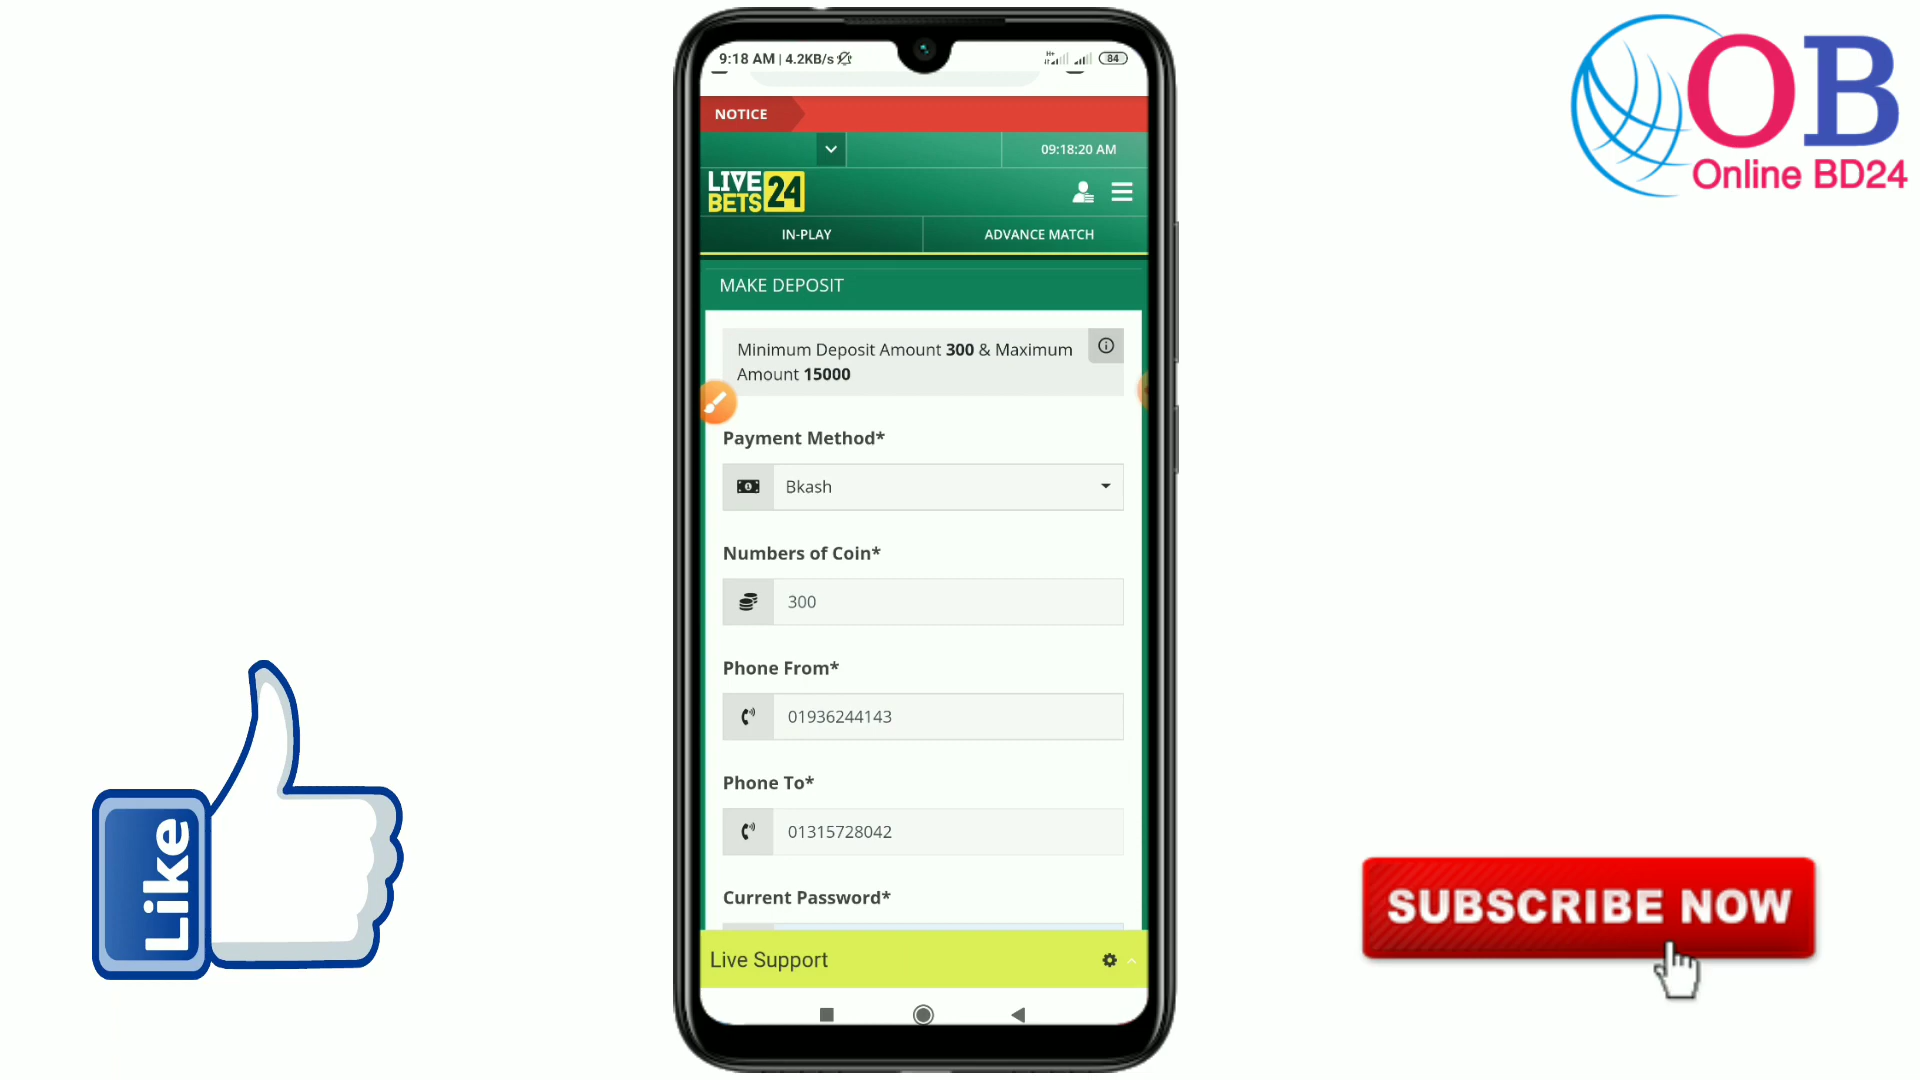 9:18 AM | 4.2KB/s
84
NOTICE
09:18:20 AM
LIVE
BETS 24
IN-PLAY
ADVANCE MATCH
MAKE DEPOSIT
Minimum Deposit Amount 300 & Maximum
Amount 15000
Payment Method*
Bkash
Numbers of Coin*
300
Phone From*
01936244143
Phone To*
01315728042
Current Password*
Live Support
OB
Online BD24
Like
SUBSCRIBE NOW